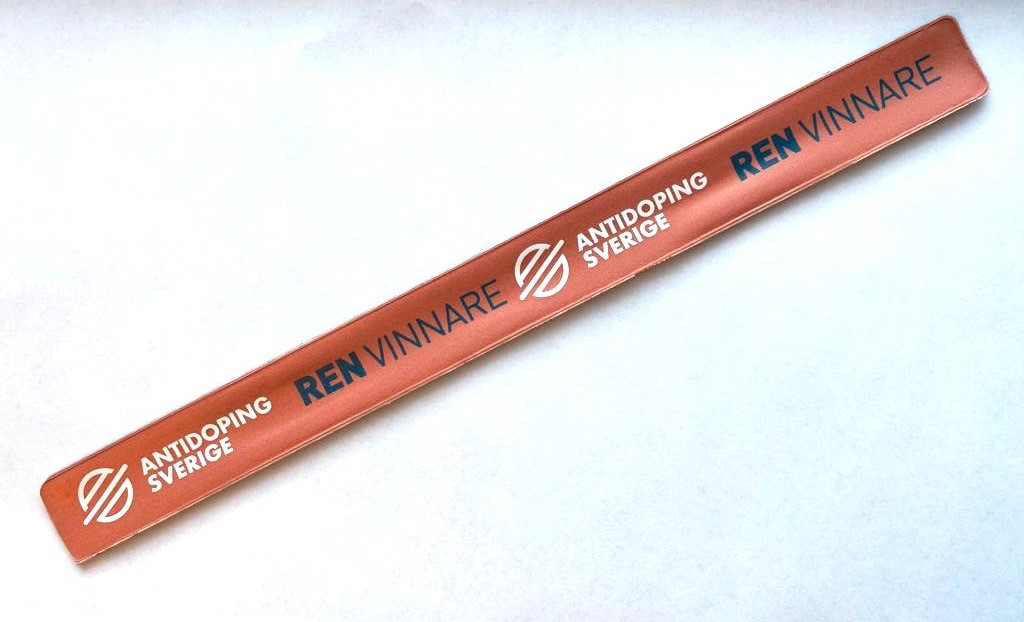 ANTIDOPING
SVERIGE
REN VINNARE
ANTIDOPING
SVERIGE
REN VINNARE